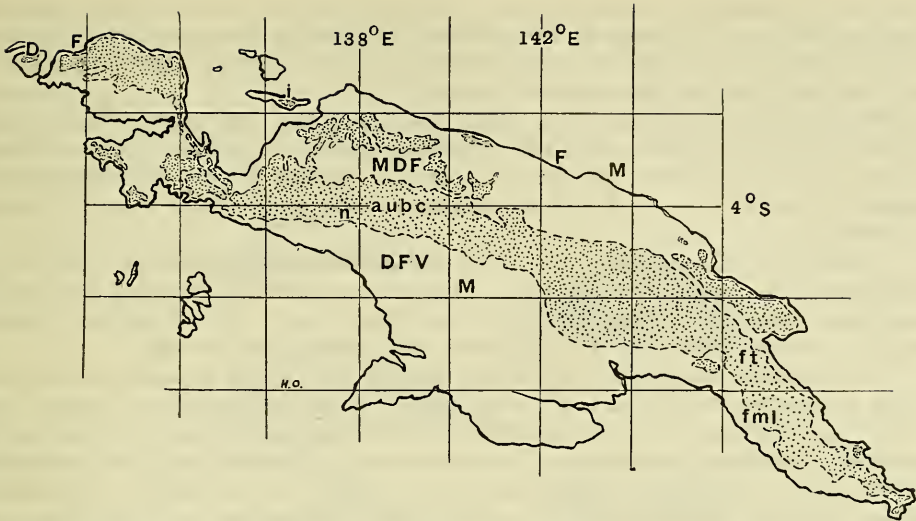 138°E 142°E
D F
i
F M
MDF
aubc 4°S
n
DFV
M
ft
H.O.
fml